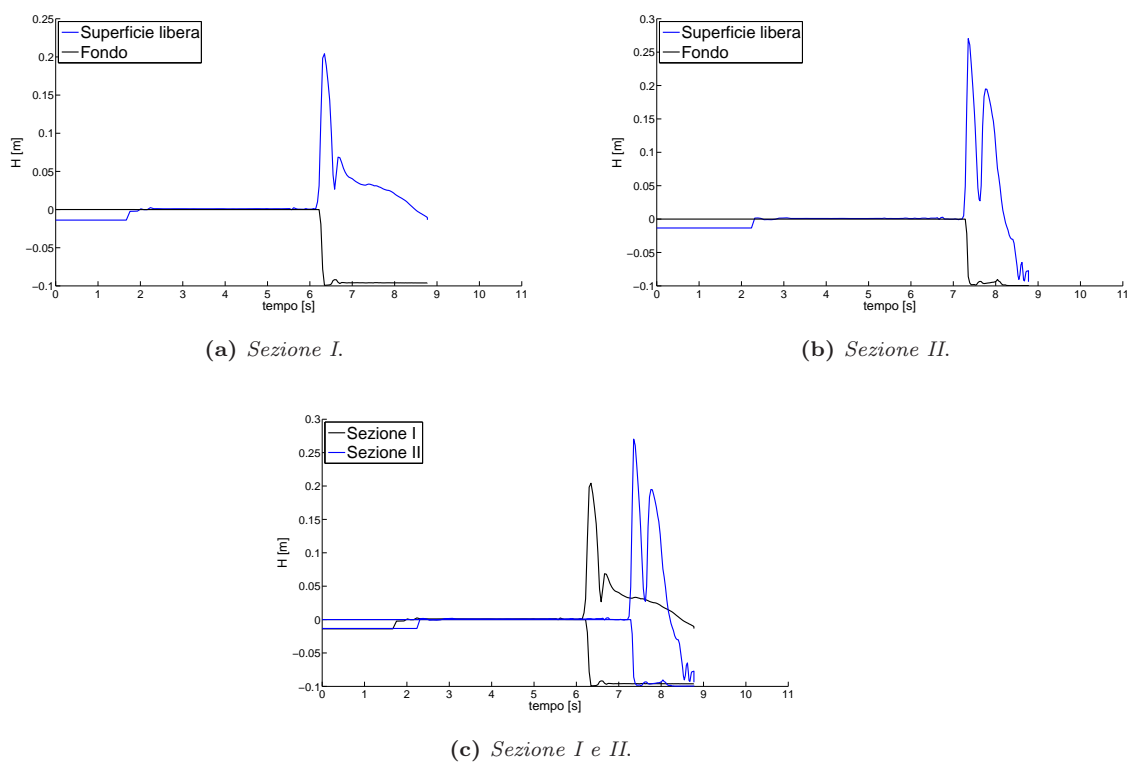 0.25
Superficie libera
Fondo
0.2
0.15
0.1
H [m]
0.05
0
−0.05
−0.1
0 1 2 3 4 5 6 7 8 9 10 11
tempo [s]
(a) Sezione I.
0.3
Superficie libera
Fondo
0.25
0.2
0.15
H [m]
0.1
0.05
0
−0.05
−0.1
0 1 2 3 4 5 6 7 8 9 10 11
tempo [s]
(b) Sezione II.
0.3
Sezione I
Sezione II
0.25
0.2
0.15
H [m]
0.1
0.05
0
−0.05
−0.1
0 1 2 3 4 5 6 7 8 9 10 11
tempo [s]
(c) Sezione I e II.